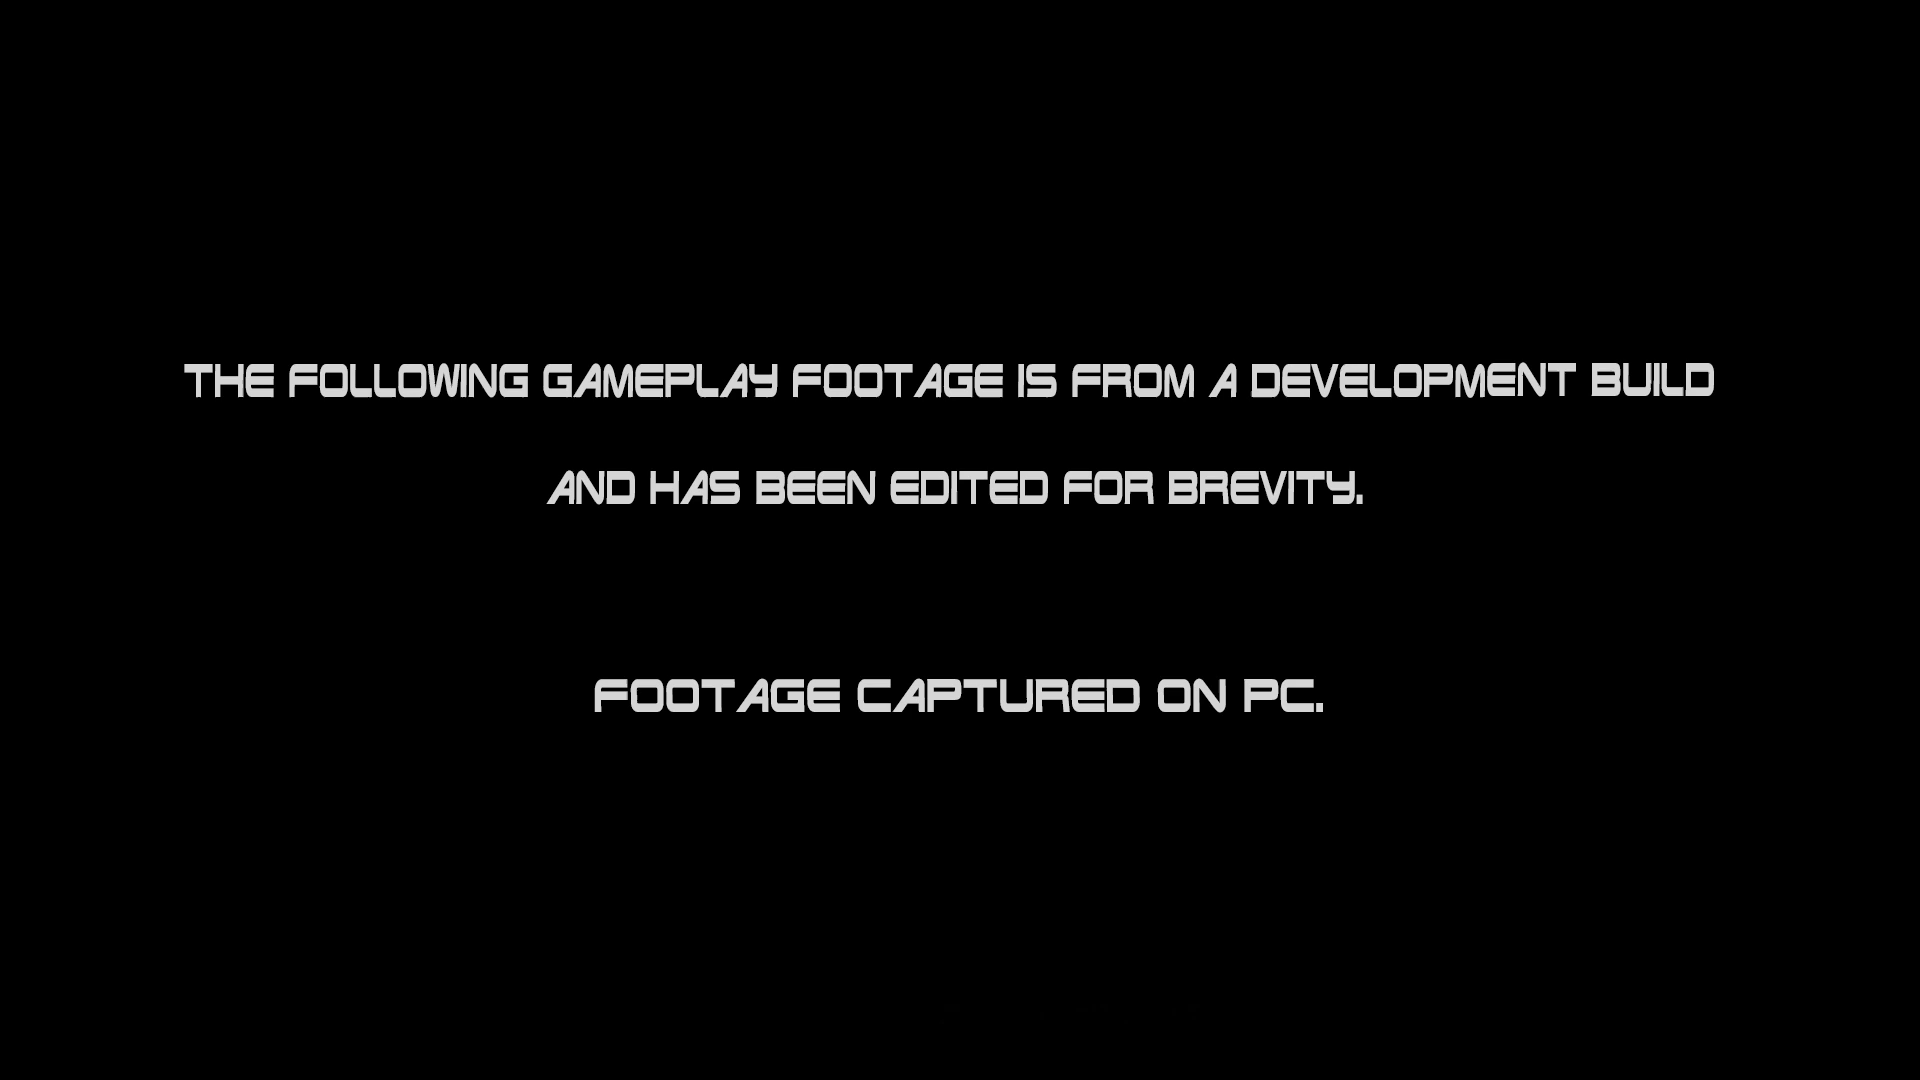 THE FOLLOWING GAMEPLAY FOOTAGE IS FROM A DEVELOPMENT BUILD
AND HAS BEEN EDITED FOR BREVITY.
FOOTAGE CAPTURED ON PC.